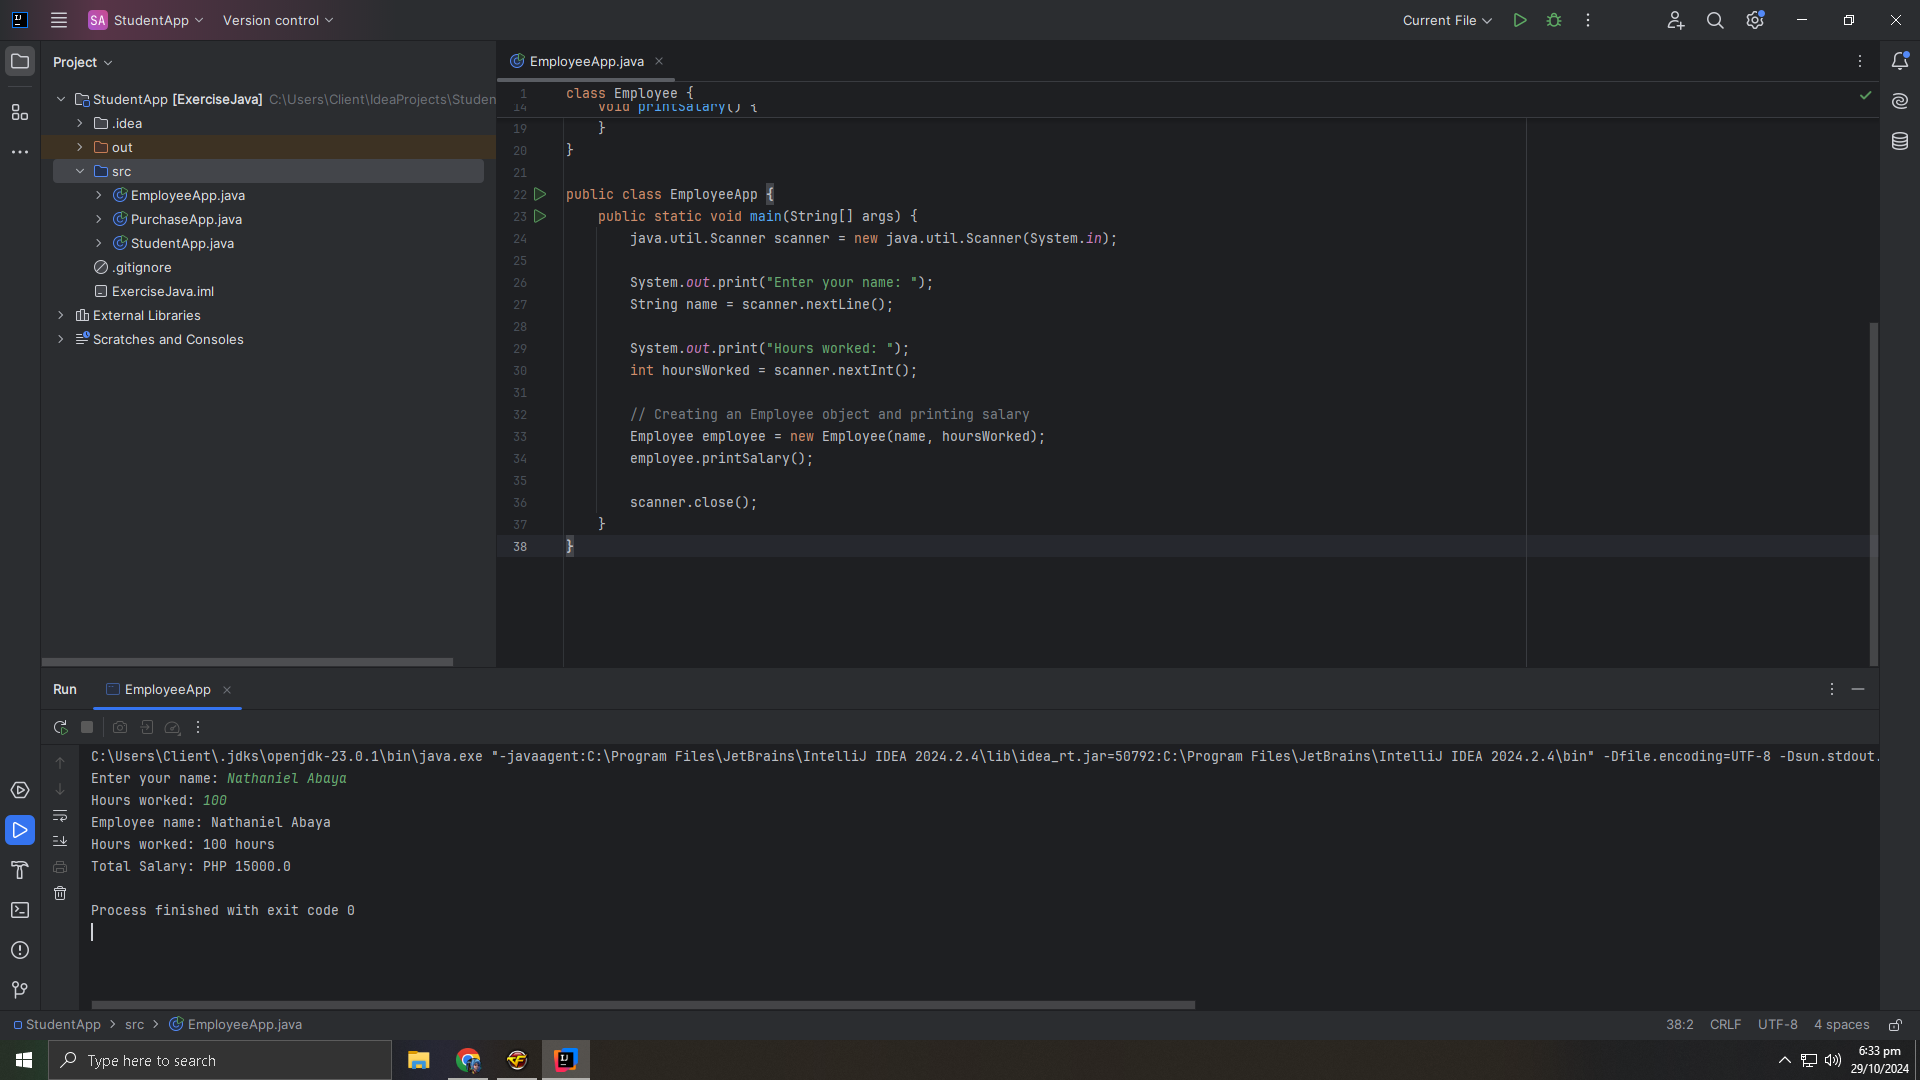 SA StudentApp
Version control
Current File
Project
StudentApp [ExerciseJava] C:\Users\Client\IdeaProjects\Studen
.idea
out
src
EmployeeApp.java
PurchaseApp.java
StudentApp.java
.gitignore
ExerciseJava.iml
External Libraries
Scratches and Consoles
EmployeeApp.java
1 class Employee {
14 void printSalary() {
19 }
20 }
21
22 public class EmployeeApp {
23 public static void main(String[] args) {
24 java.util.Scanner scanner = new java.util.Scanner(System.in);
25
26 System.out.print("Enter your name: ");
27 String name = scanner.nextLine();
28
29 System.out.print("Hours worked: ");
30 int hoursWorked = scanner.nextInt();
31
32 // Creating an Employee object and printing salary
33 Employee employee = new Employee(name, hoursWorked);
34 employee.printSalary();
35
36 scanner.close();
37 }
38 }
Run EmployeeApp
C:\Users\Client\.jdks\openjdk-23.0.1\bin\java.exe "-javaagent:C:\Program Files\JetBrains\IntelliJ IDEA 2024.2.4\lib\idea_rt.jar=50792:C:\Program Files\JetBrains\IntelliJ IDEA 2024.2.4\bin" -Dfile.encoding=UTF-8 -Dsun.stdout.
Enter your name: Nathaniel Abaya
Hours worked: 100
Employee name: Nathaniel Abaya
Hours worked: 100 hours
Total Salary: PHP 15000.0
Process finished with exit code 0
StudentApp > src > EmployeeApp.java
38:2 CRLF UTF-8 4 spaces
Type here to search
6:33 pm
29/10/2024